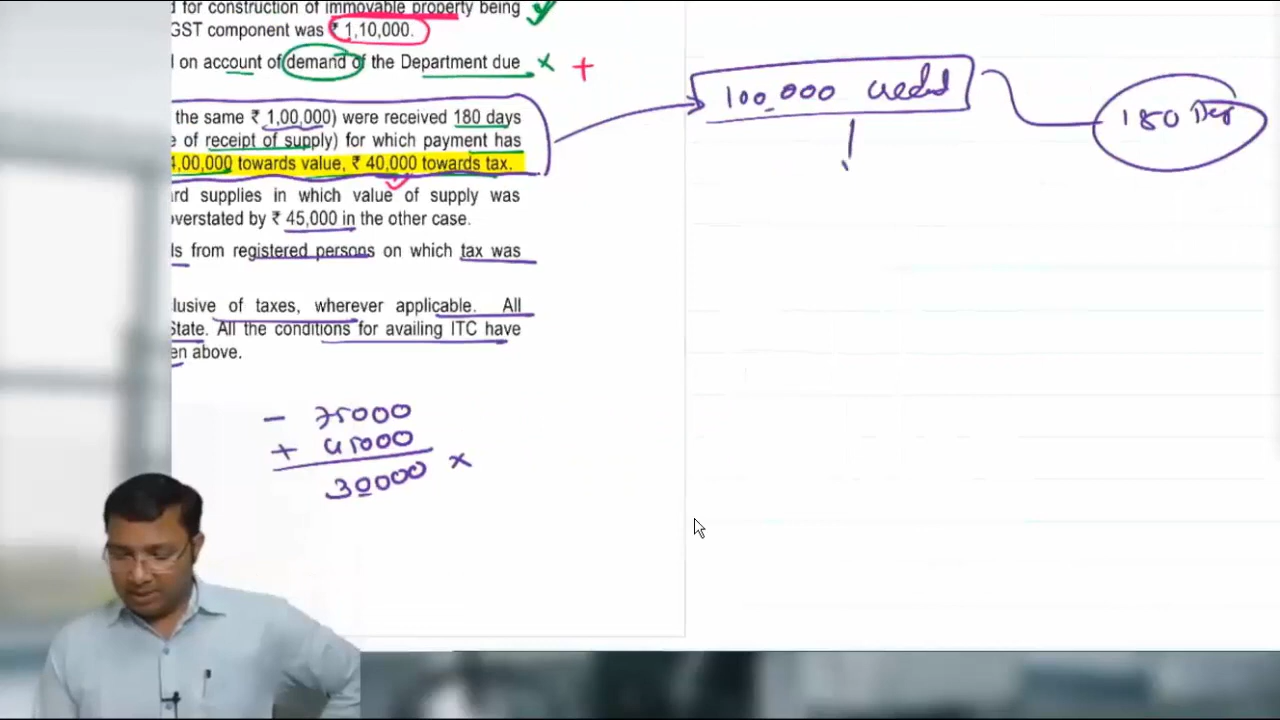 d for construction of immovable property being
GST component was ₹ 1,10,000.
l on account of demand of the Department due
the same ₹ 1,00,000) were received 180 days
e of receipt of supply) for which payment has
4,00,000 towards value, ₹ 40,000 towards tax.
ard supplies in which value of supply was
overstated by ₹ 45,000 in the other case.
ls from registered persons on which tax was
lusive of taxes, wherever applicable. All
State. All the conditions for availing ITC have
en above.
- 75000
+ 45000
30000 x
100,000 credit
180 Days